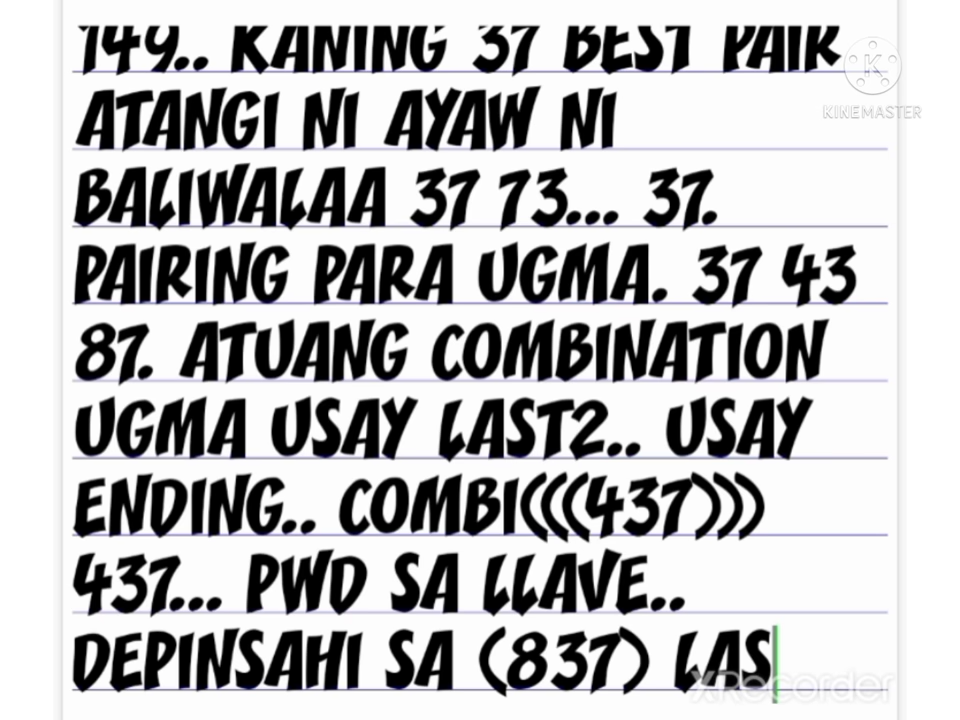 149.. KANING 37 BEST PAIR
ATANGI NI AYAW NI
BALIWALAA 37 73... 37.
PAIRING PARA UGMA. 37 43
87. ATUANG COMBINATION
UGMA USAY LAST2.. USAY
ENDING.. COMBI(((437)))
437... PWD SA LLAVE..
DEPINSAHI SA (837) LAS
KINEMASTER
XRecorder